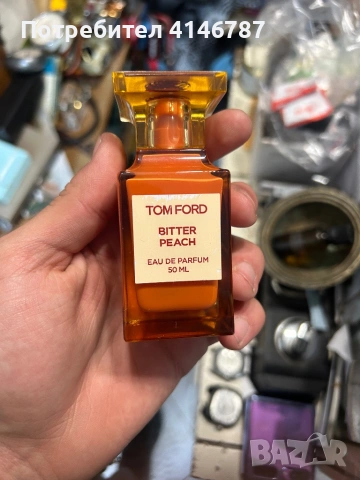 Потребител 4146787
TOM FORD
BITTER
PEACH
EAU DE PARFUM
50 ML
BAZAR